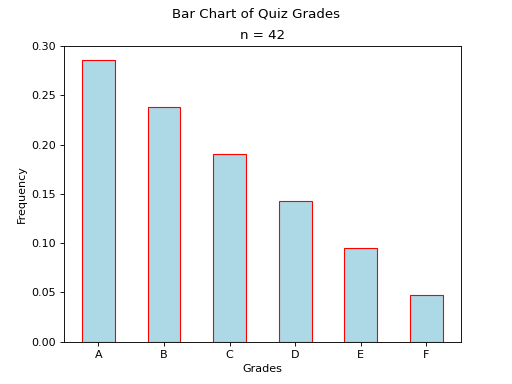 Bar Chart of Quiz Grades
n = 42
0.30
0.25
0.20
0.15
0.10
0.05
0.00
Frequency
A B C D E F
Grades